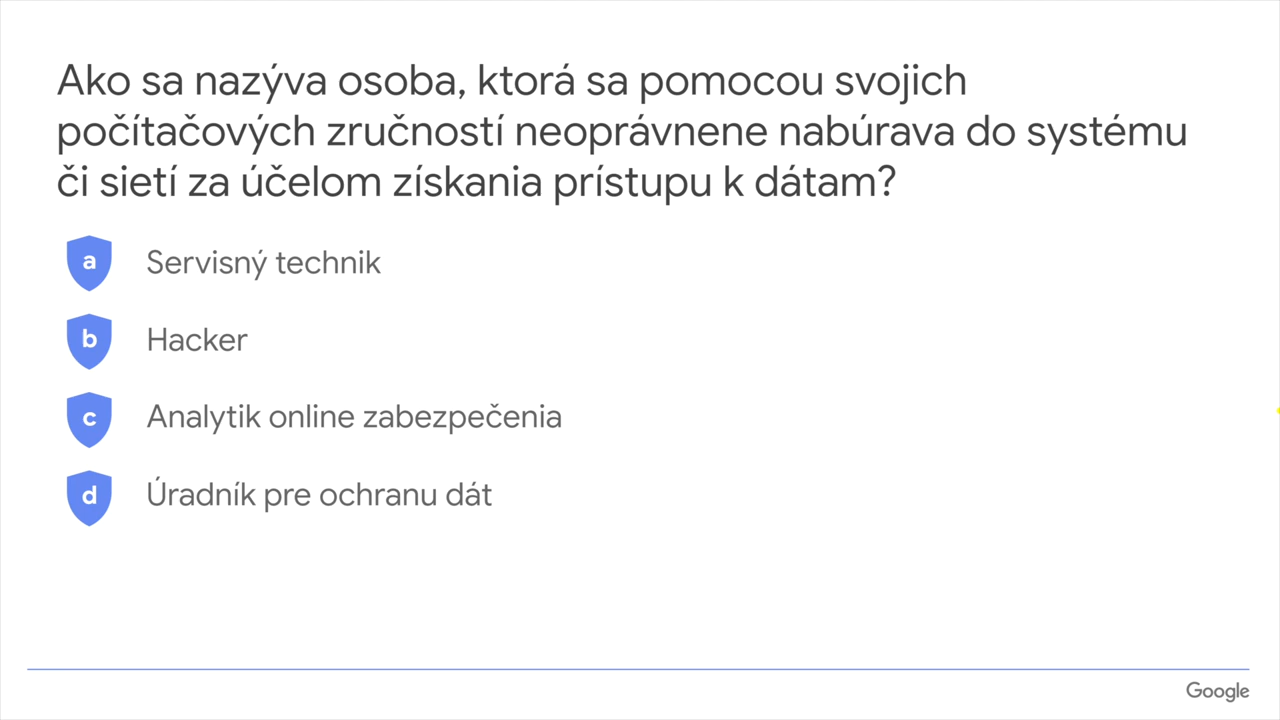 Ako sa nazýva osoba, ktorá sa pomocou svojich
počítačových zručností neoprávnene nabúrava do systému
či sietí za účelom získania prístupu k dátam?
a Servisný technik
b Hacker
c Analytik online zabezpečenia
d Úradník pre ochranu dát
Google